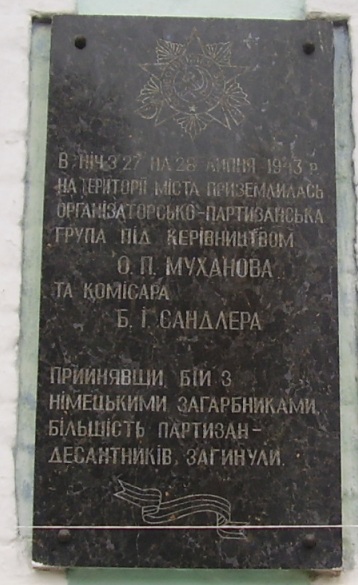 В НІЧ З 27 НА 28 ЛИПНЯ 1943 р.
НА ТЕРИТОРІЇ МІСТА ПРИЗЕМЛИЛАСЬ
ОРГАНІЗАТОРСЬКО-ПАРТИЗАНСЬКА
ГРУПА ПІД КЕРІВНИЦТВОМ
О. П. МУХАНОВА
ТА КОМІСАРА
Б. І. САНДЛЕРА
ПРИЙНЯВШИ БІЙ З
НІМЕЦЬКИМИ ЗАГАРБНИКАМИ,
БІЛЬШІСТЬ ПАРТИЗАН-
ДЕСАНТНИКІВ ЗАГИНУЛИ.